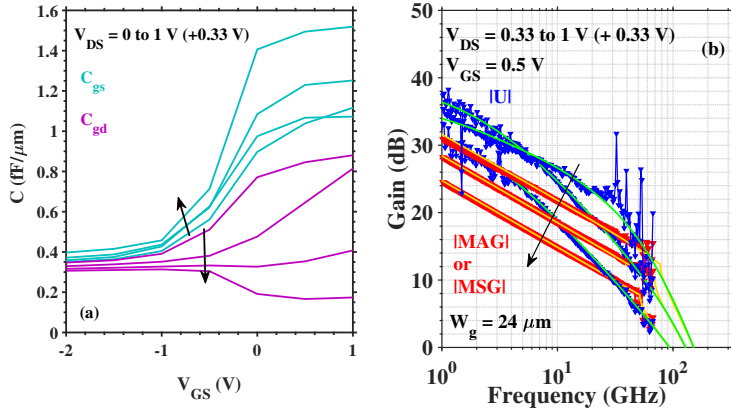 1.6
1.4
1.2
1
0.8
0.6
0.4
0.2
0
-2
-1
0
1
C (fF/μm)
V_GS (V)
V_DS = 0 to 1 V (+0.33 V)
C_gs
C_gd
(a)
50
40
30
20
10
0
10^0
10^1
10^2
Gain (dB)
Frequency (GHz)
V_DS = 0.33 to 1 V (+ 0.33 V)
(b)
V_GS = 0.5 V
|U|
|MAG|
or
|MSG|
W_g = 24 μm